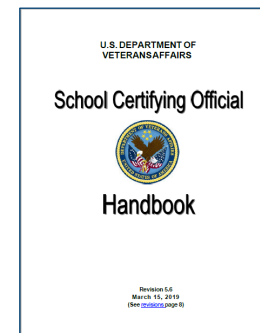 U.S. DEPARTMENT OF
VETERANSAFFAIRS
School Certifying Official
Handbook
Revision 5.6
March 15, 2019
(See revisions page 8)